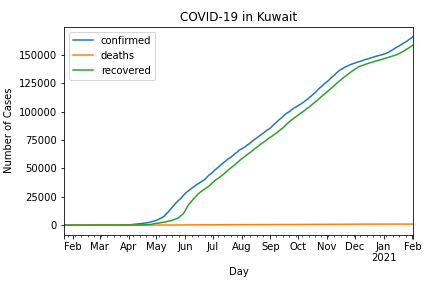 COVID-19 in Kuwait
confirmed
deaths
recovered
Number of Cases
150000
125000
100000
75000
50000
25000
0
Feb Mar Apr May Jun Jul Aug Sep Oct Nov Dec Jan Feb
2021
Day